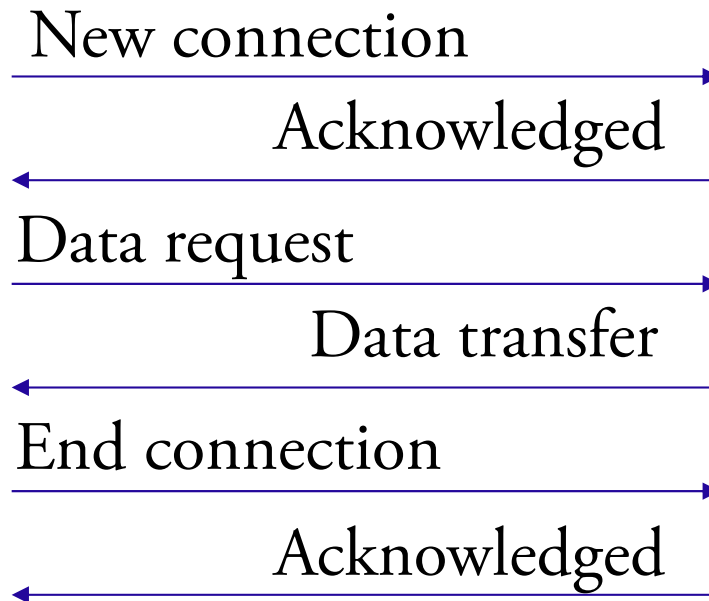 New connection
Acknowledged
Data request
Data transfer
End connection
Acknowledged